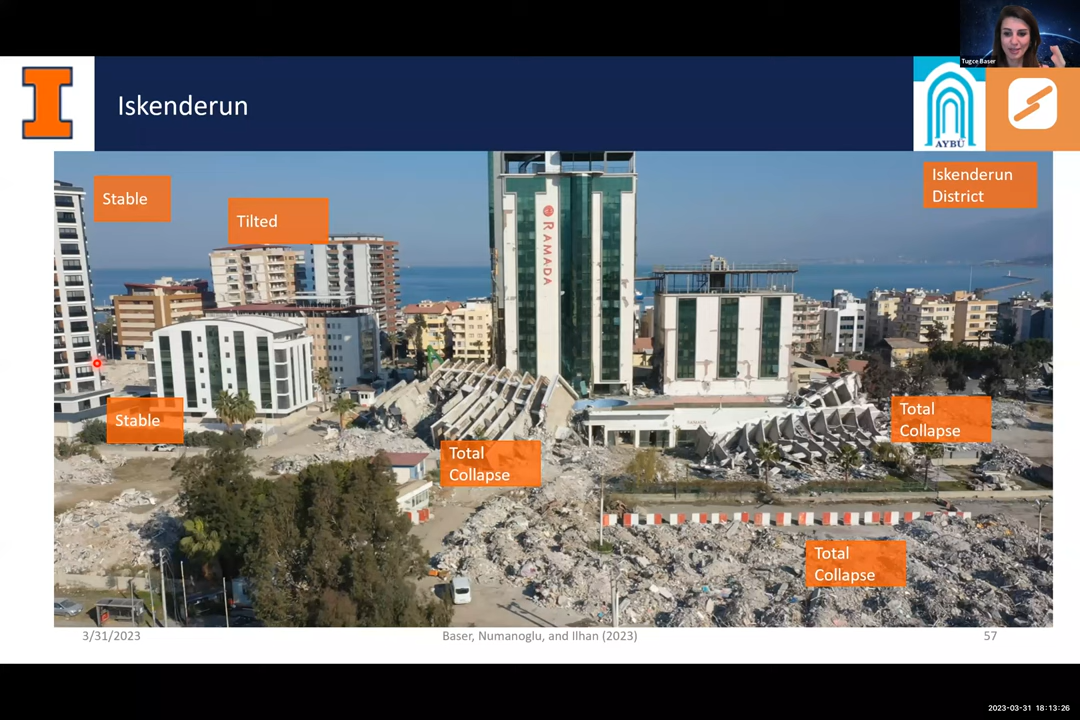 Tugce Baser
Iskenderun
AYBÜ
Stable
Tilted
Iskenderun
District
RAMADA
Stable
Total
Collapse
Total
Collapse
Total
Collapse
3/31/2023
Baser, Numanoglu, and Ilhan (2023)
57
2023-03-31 18:13:26